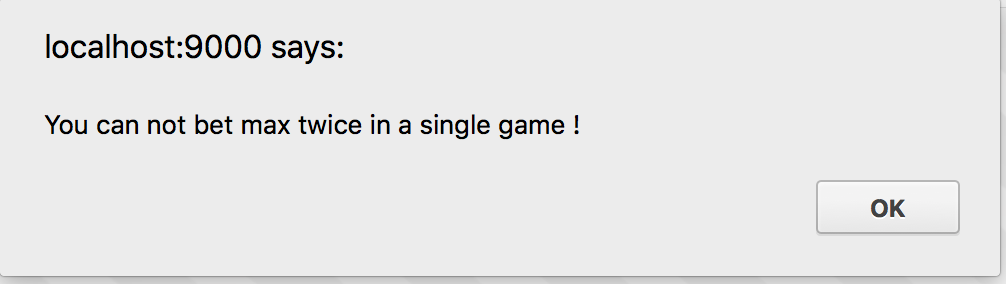 localhost:9000 says:
You can not bet max twice in a single game !
OK